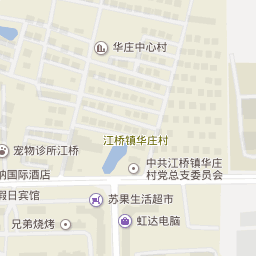 华庄中心村
江桥镇华庄村
宠物诊所江桥
中共江桥镇华庄
村党总支委员会
纳国际酒店
假日宾馆
苏果生活超市
兄弟烧烤
虹达电脑